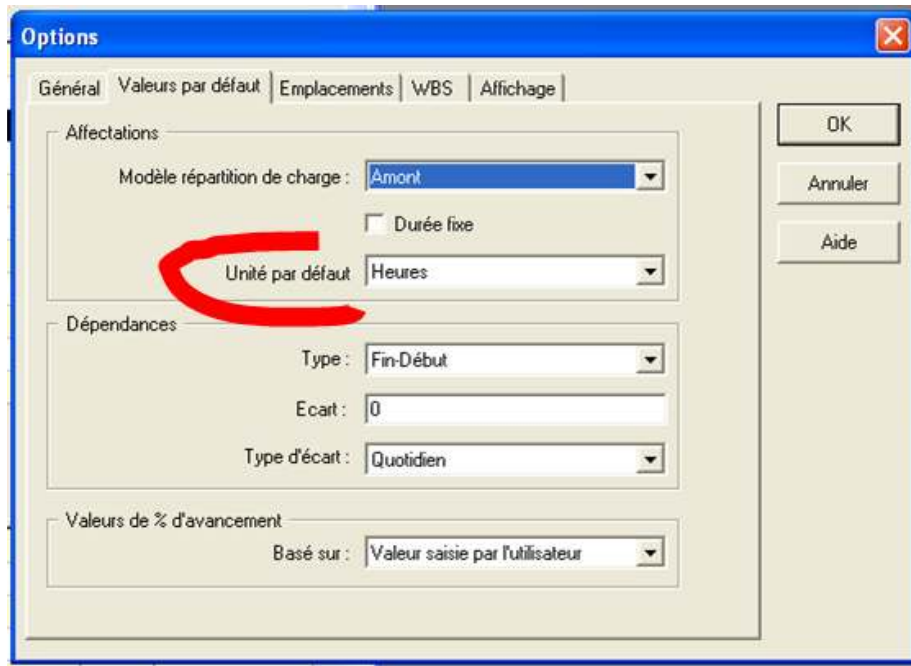 Options
Général Valeurs par défaut Emplacements WBS Affichage
Affectations
Modèle répartition de charge : Amont
Durée fixe
Unité par défaut Heures
Dépendances
Type : Fin-Début
Ecart : 0
Type d'écart : Quotidien
Valeurs de % d'avancement
Basé sur : Valeur saisie par l'utilisateur
OK
Annuler
Aide